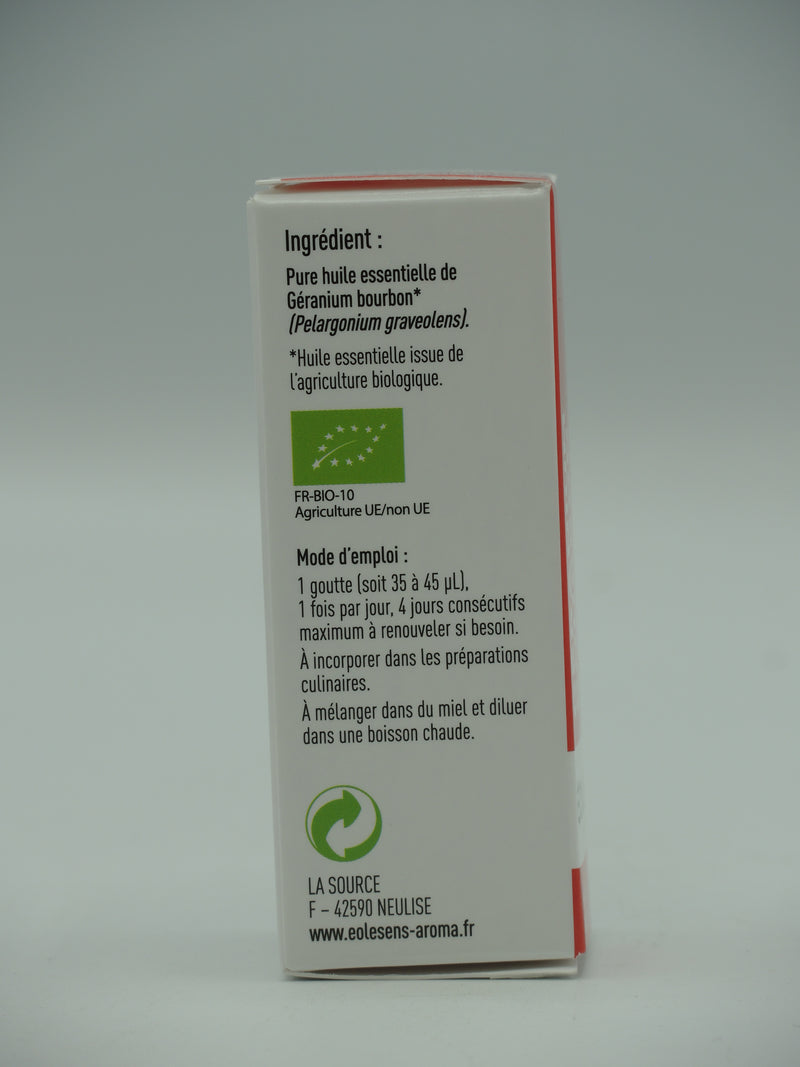 Ingrédient :
Pure huile essentielle de
Géranium bourbon*
(Pelargonium graveolens).
*Huile essentielle issue de
l'agriculture biologique.
FR-BIO-10
Agriculture UE/non UE
Mode d'emploi :
1 goutte (soit 35 à 45 µL),
1 fois par jour, 4 jours consécutifs
maximum à renouveler si besoin.
À incorporer dans les préparations
culinaires.
À mélanger dans du miel et diluer
dans une boisson chaude.
LA SOURCE
F – 42590 NEULISE
www.eolesens-aroma.fr